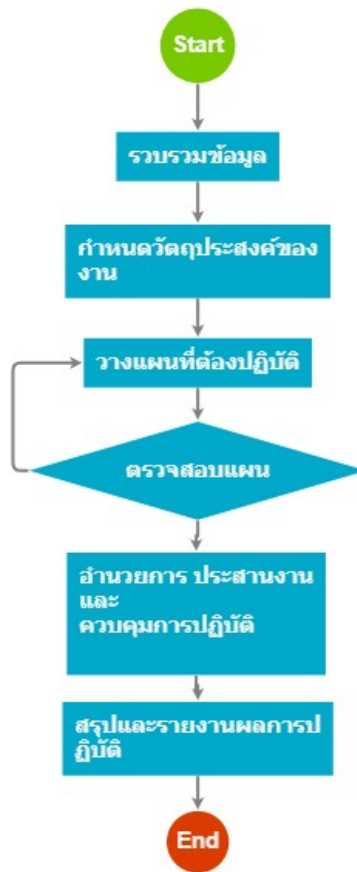 Start
รวบรวมข้อมูล
กำหนดวัตถุประสงค์ของ
งาน
วางแผนที่ต้องปฏิบัติ
ตรวจสอบแผน
อำนวยการ ประสานงาน
และ
ควบคุมการปฏิบัติ
สรุปและรายงานผลการป
ฏิบัติ
End